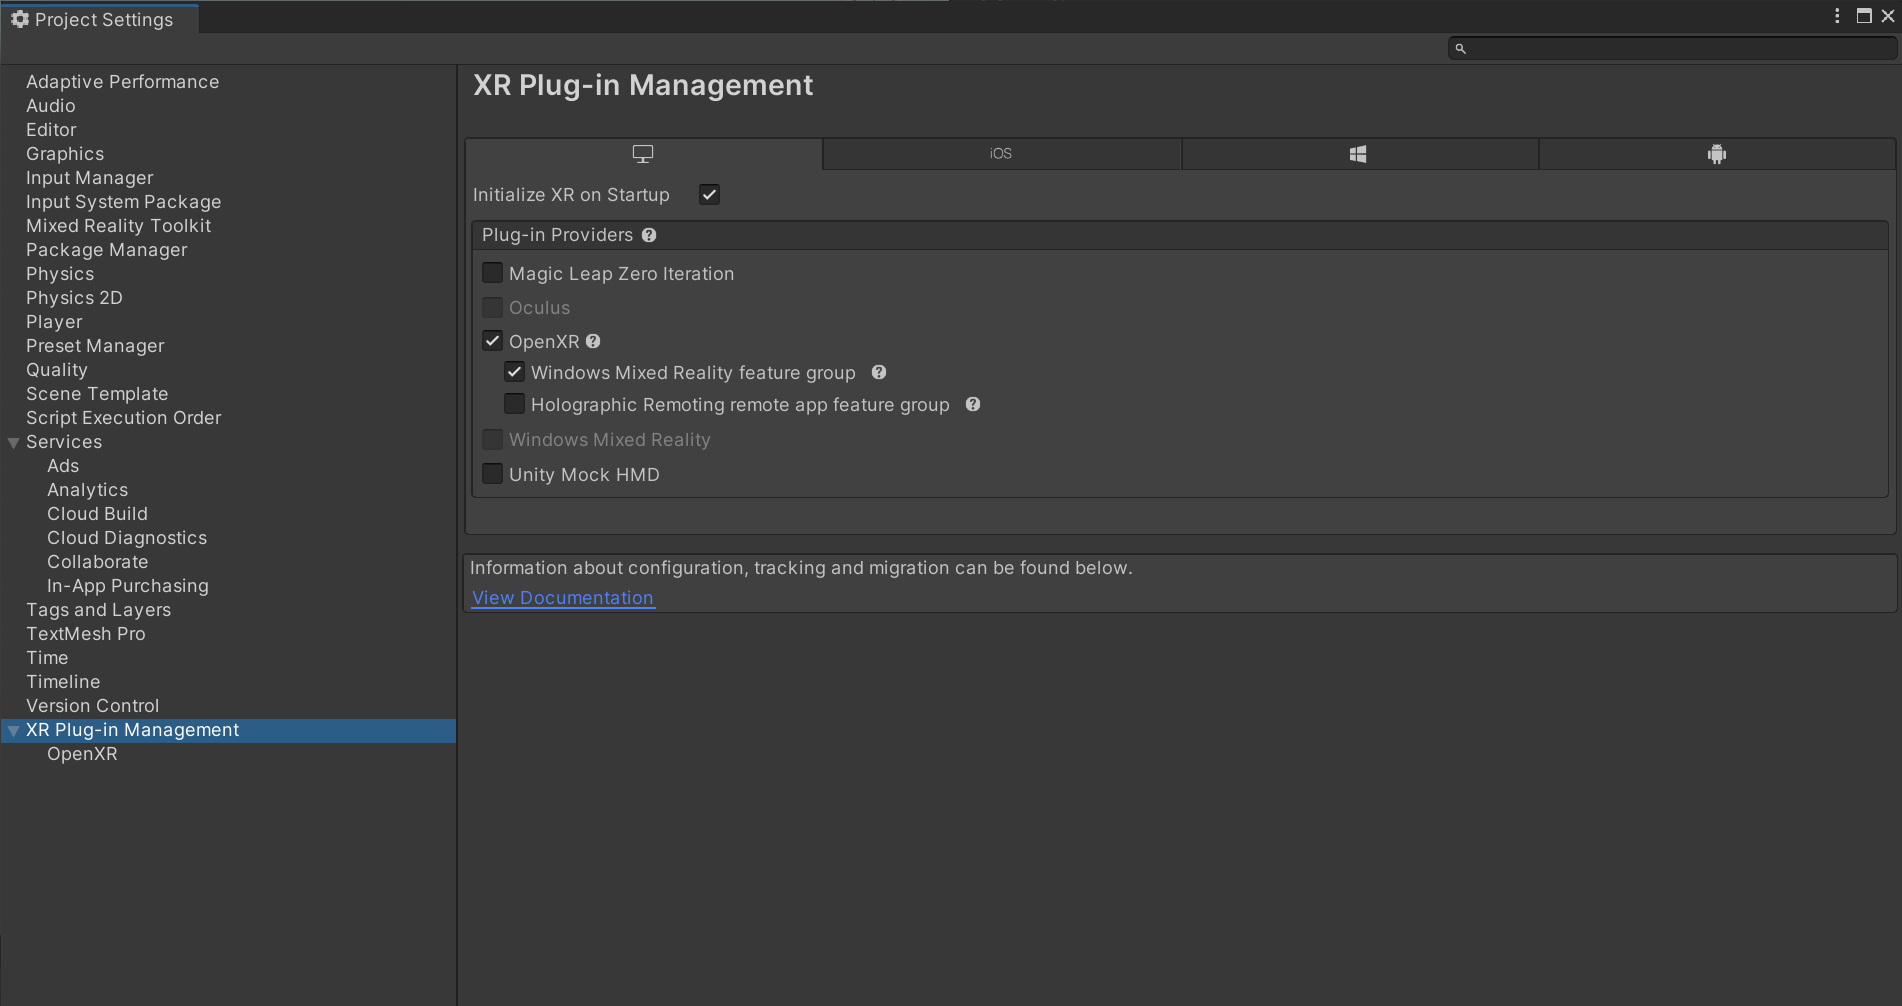 Project Settings
Adaptive Performance
Audio
Editor
Graphics
Input Manager
Input System Package
Mixed Reality Toolkit
Package Manager
Physics
Physics 2D
Player
Preset Manager
Quality
Scene Template
Script Execution Order
Services
Ads
Analytics
Cloud Build
Cloud Diagnostics
Collaborate
In-App Purchasing
Tags and Layers
TextMesh Pro
Time
Timeline
Version Control
XR Plug-in Management
OpenXR
XR Plug-in Management
iOS
Initialize XR on Startup
Plug-in Providers
Magic Leap Zero Iteration
Oculus
OpenXR
Windows Mixed Reality feature group
Holographic Remoting remote app feature group
Windows Mixed Reality
Unity Mock HMD
Information about configuration, tracking and migration can be found below.
View Documentation